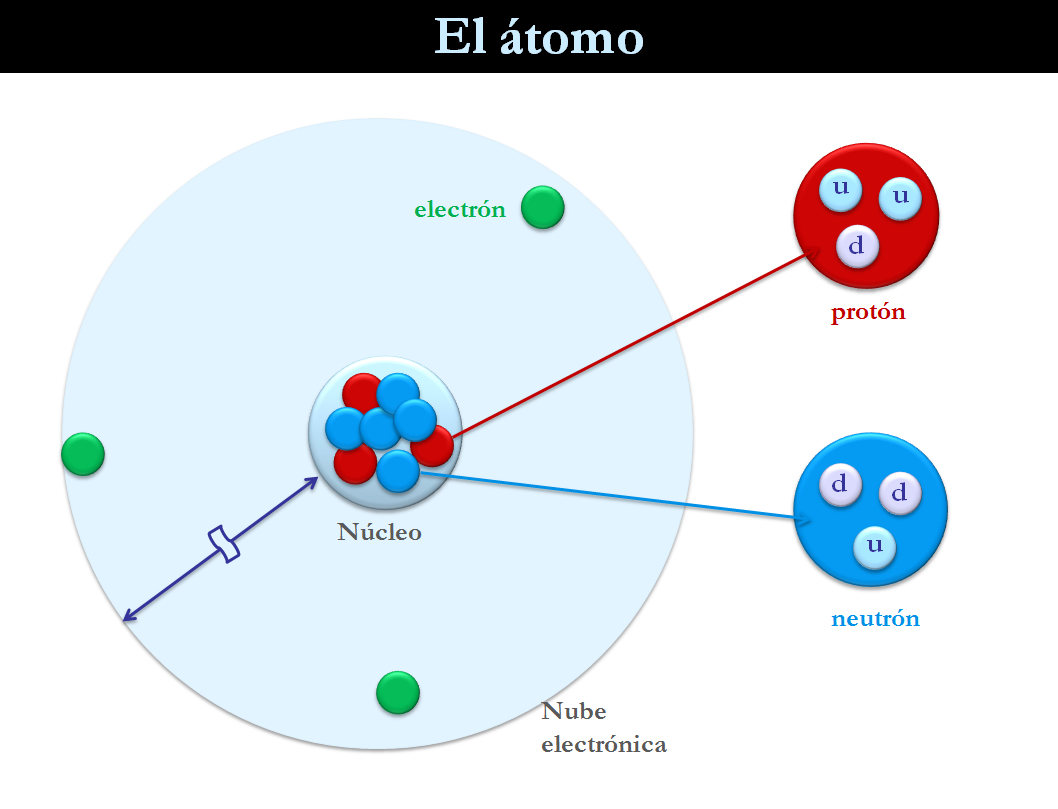 El átomo
electrón
u
u
d
protón
Núcleo
d
d
u
neutrón
Nube
electrónica